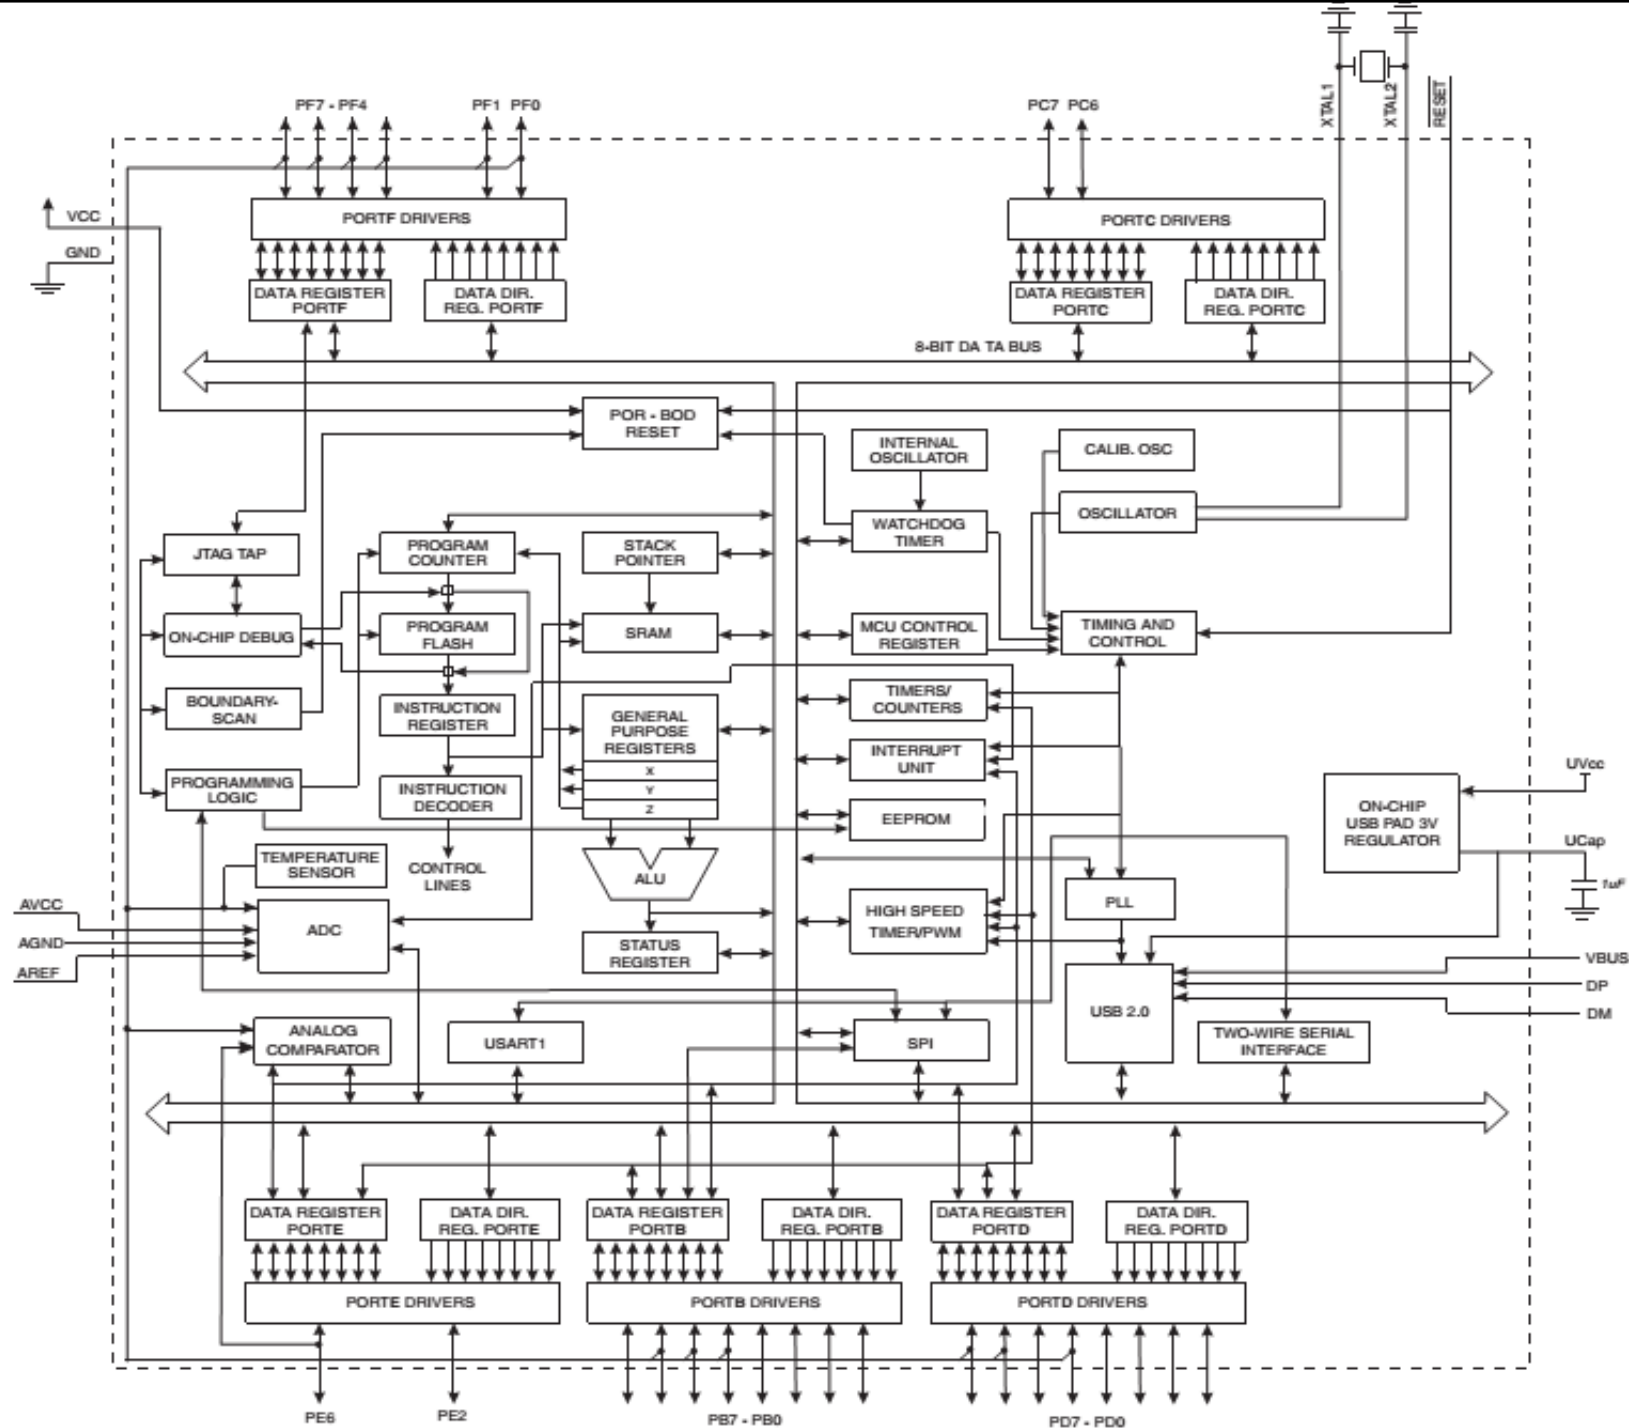 XTAL1
XTAL2
RESET
PF7 - PF4
PF1
PF0
PC7
PC6
VCC
GND
PORTF DRIVERS
PORTC DRIVERS
DATA REGISTER
PORTF
DATA DIR.
REG. PORTF
DATA REGISTER
PORTC
DATA DIR.
REG. PORTC
8-BIT DA TA BUS
POR - BOD
RESET
INTERNAL
OSCILLATOR
CALIB. OSC
WATCHDOG
TIMER
OSCILLATOR
JTAG TAP
PROGRAM
COUNTER
STACK
POINTER
ON-CHIP DEBUG
PROGRAM
FLASH
SRAM
MCU CONTROL
REGISTER
TIMING AND
CONTROL
BOUNDARY-
SCAN
INSTRUCTION
REGISTER
GENERAL
PURPOSE
REGISTERS
X
Y
Z
TIMERS/
COUNTERS
INTERRUPT
UNIT
PROGRAMMING
LOGIC
INSTRUCTION
DECODER
EEPROM
ON-CHIP
USB PAD 3V
REGULATOR
UVcc
UCap
1uF
TEMPERATURE
SENSOR
CONTROL
LINES
ALU
PLL
AVCC
AGND
AREF
ADC
HIGH SPEED
TIMER/PWM
STATUS
REGISTER
VBUS
DP
DM
USB 2.0
ANALOG
COMPARATOR
USART1
SPI
TWO-WIRE SERIAL
INTERFACE
DATA REGISTER
PORTE
DATA DIR.
REG. PORTE
DATA REGISTER
PORTB
DATA DIR.
REG. PORTB
DATA REGISTER
PORTD
DATA DIR.
REG. PORTD
PORTE DRIVERS
PORTB DRIVERS
PORTD DRIVERS
PE6
PE2
PB7 - PB0
PD7 - PD0